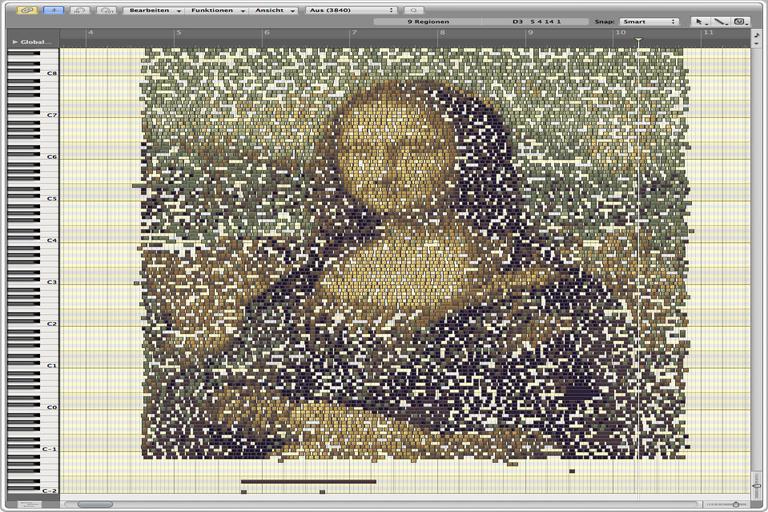 Bearbeiten Funktionen Ansicht Aus (3840)
9 Regionen D3 5 4 14 1 Snap: Smart
4 5 6 7 8 9 10 11
Global...
C8
C7
C6
C5
C4
C3
C2
C1
C0
C-1
C-2